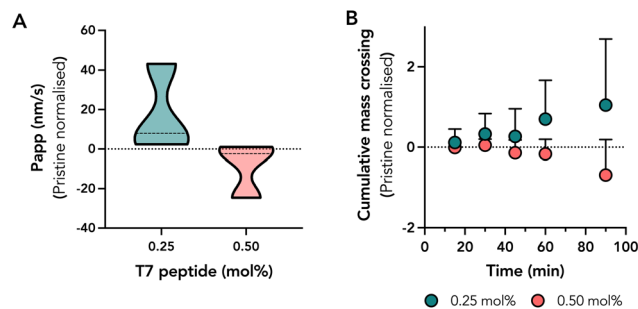 A
Papp (nm/s)
(Pristine normalised)
60
40
20
0
-20
-40
0.25
0.50
T7 peptide (mol%)
B
Cumulative mass crossing
(Pristine normalised)
2
0
-2
0
20
40
60
80
100
Time (min)
0.25 mol%
0.50 mol%